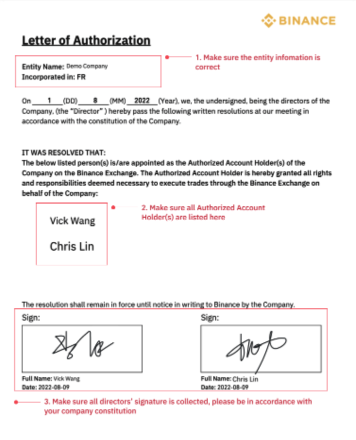 BINANCE
Letter of Authorization
Entity Name: Demo Company
Incorporated in: FR
1. Make sure the entity infomation is
correct
On 1 (DD) 8 (MM) 2022 (Year), we, the undersigned, being the directors of the
Company, (the "Director" ) hereby pass the following written resolutions at our meeting in
accordance with the constitution of the Company.
IT WAS RESOLVED THAT:
The below listed person(s) is/are appointed as the Authorized Account Holder(s) of the
Company on the Binance Exchange. The Authorized Account Holder is hereby granted all rights
and responsibilities deemed necessary to execute trades through the Binance Exchange on
behalf of the Company:
Vick Wang
Chris Lin
2. Make sure all Authorized Account
Holder(s) are listed here
The resolution shall remain in force until notice in writing to Binance by the Company.
Sign:
Full Name: Vick Wang
Date: 2022-08-09
Sign:
Full Name: Chris Lin
Date: 2022-08-09
3. Make sure all directors' signature is collected, please be in accordance with
your company constitution